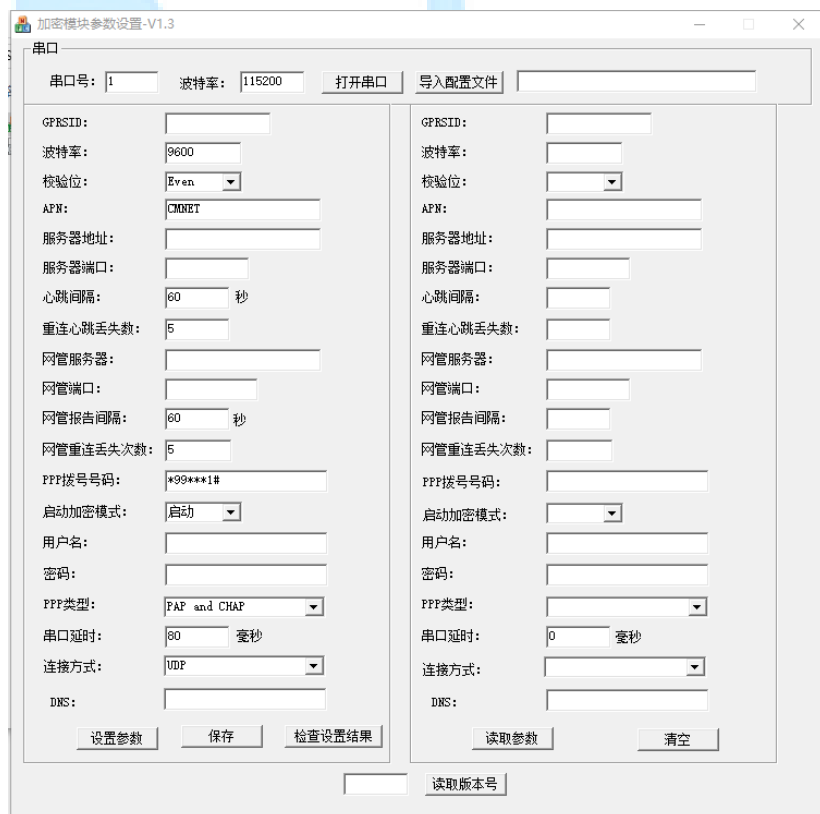 加密模块参数设置-V1.3
串口
串口号： 1 波特率： 115200 打开串口 导入配置文件
GPRSID： GPRSID：
波特率： 9600 波特率：
校验位： Even 校验位：
APN： CMNET APN：
服务器地址： 服务器地址：
服务器端口： 服务器端口：
心跳间隔： 60 秒 心跳间隔：
重连心跳丢失数： 5 重连心跳丢失数：
网管服务器： 网管服务器：
网管端口： 网管端口：
网管报告间隔： 60 秒 网管报告间隔：
网管重连丢失次数： 5 网管重连丢失次数：
PPP拨号号码： *99***1# PPP拨号号码：
启动加密模式： 启动 启动加密模式：
用户名： 用户名：
密码： 密码：
PPP类型： PAP and CHAP PPP类型：
串口延时： 80 毫秒 串口延时： 0 毫秒
连接方式： UDP 连接方式：
DNS： DNS：
设置参数 保存 检查设置结果 读取参数 清空
读取版本号